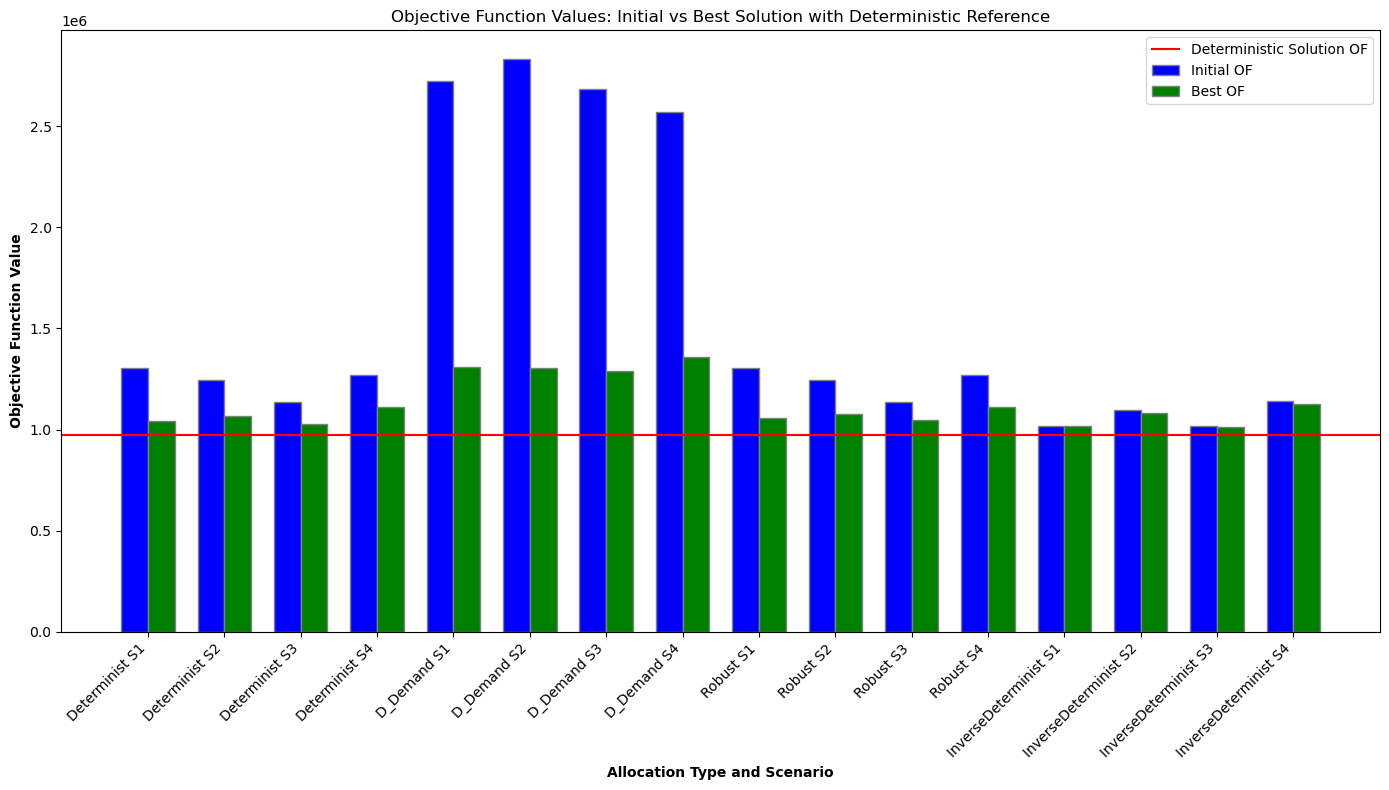 Objective Function Values: Initial vs Best Solution with Deterministic Reference
1e6
Deterministic Solution OF
Initial OF
Best OF
Objective Function Value
2.5
2.0
1.5
1.0
0.5
0.0
Determinist S1
Determinist S2
Determinist S3
Determinist S4
D_Demand S1
D_Demand S2
D_Demand S3
D_Demand S4
Robust S1
Robust S2
Robust S3
Robust S4
InverseDeterminist S1
InverseDeterminist S2
InverseDeterminist S3
InverseDeterminist S4
Allocation Type and Scenario